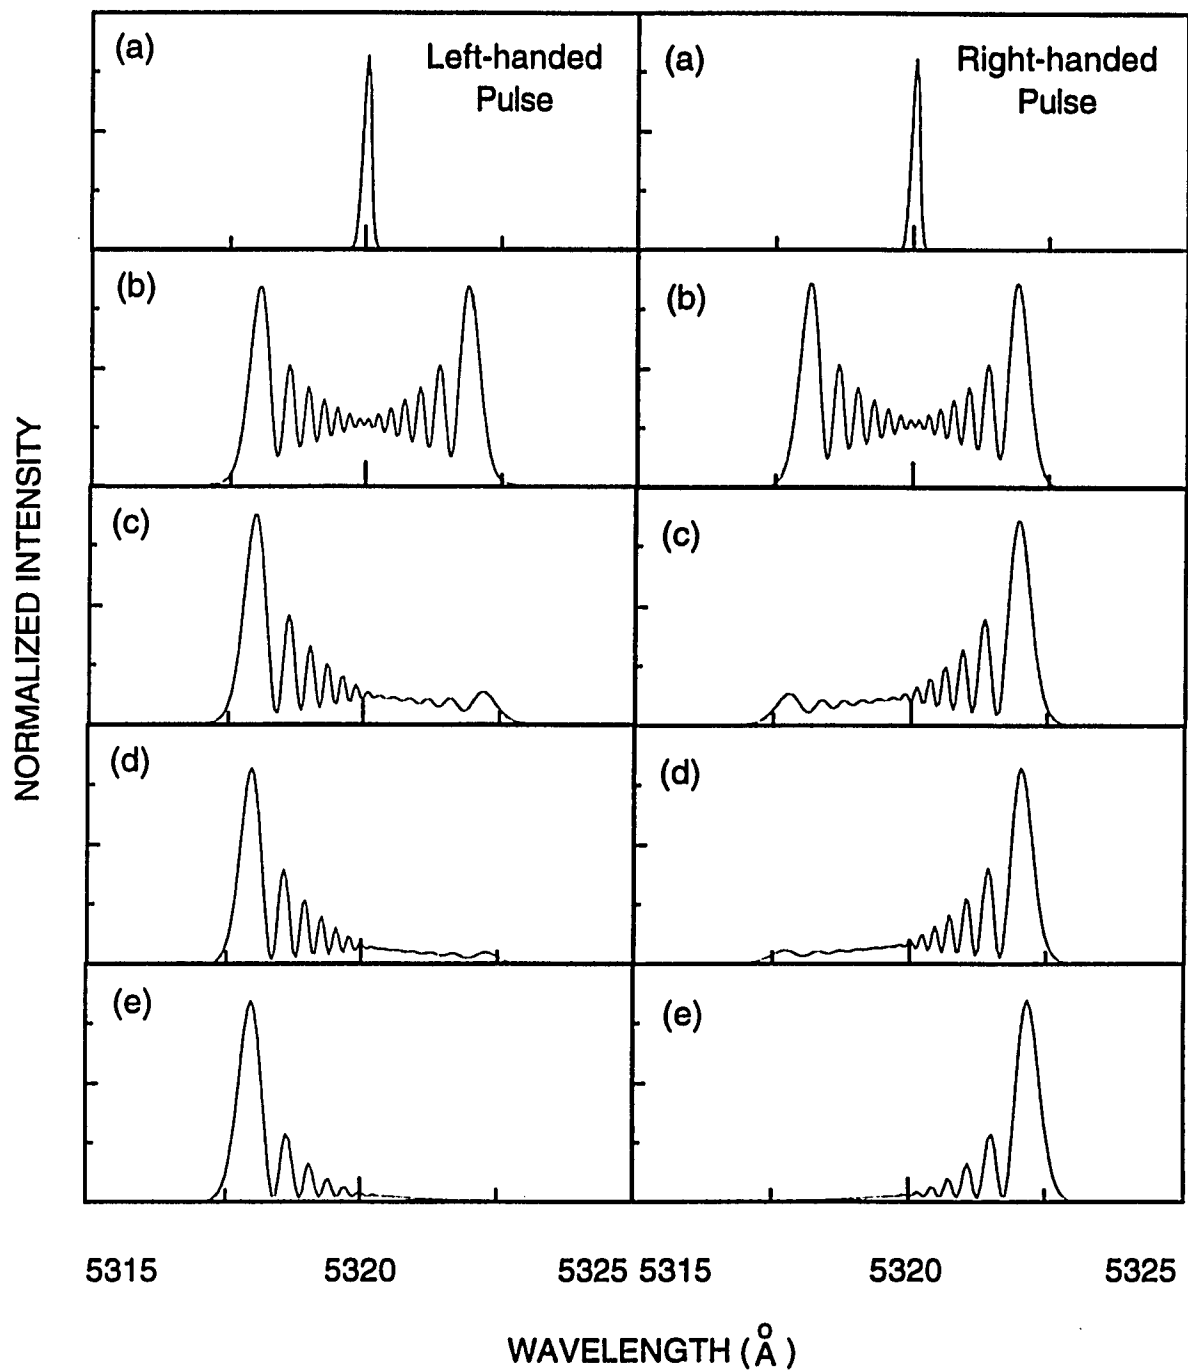 (a)
Left-handed
Pulse
(a)
Right-handed
Pulse
(b)
(b)
(c)
(c)
(d)
(d)
(e)
(e)
NORMALIZED INTENSITY
5315
5320
5325
5315
5320
5325
WAVELENGTH (Å)